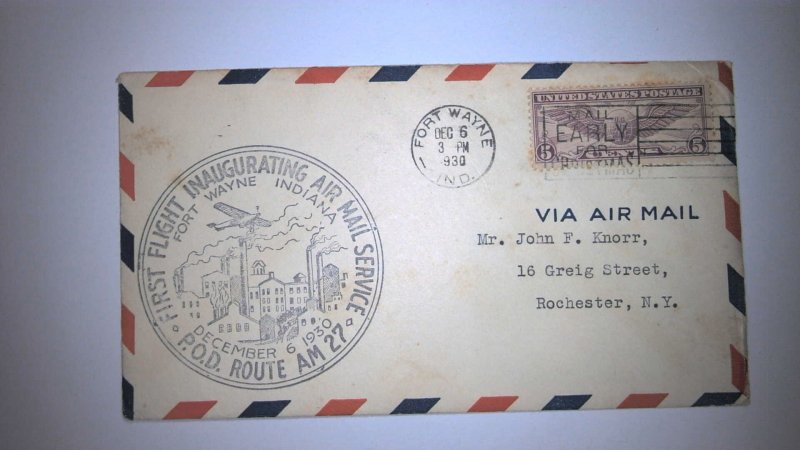 FIRST FLIGHT INAUGURATING AIR MAIL SERVICE
FORT WAYNE INDIANA
DECEMBER 6 1930
P.O.D. ROUTE AM 27
FORT WAYNE
DEC 6
3 PM
1930
IND.
UNITED STATES POSTAGE
MAIL
EARLY
FOR
CHRISTMAS
5 5
VIA AIR MAIL
Mr. John F. Knorr,
16 Greig Street,
Rochester, N.Y.